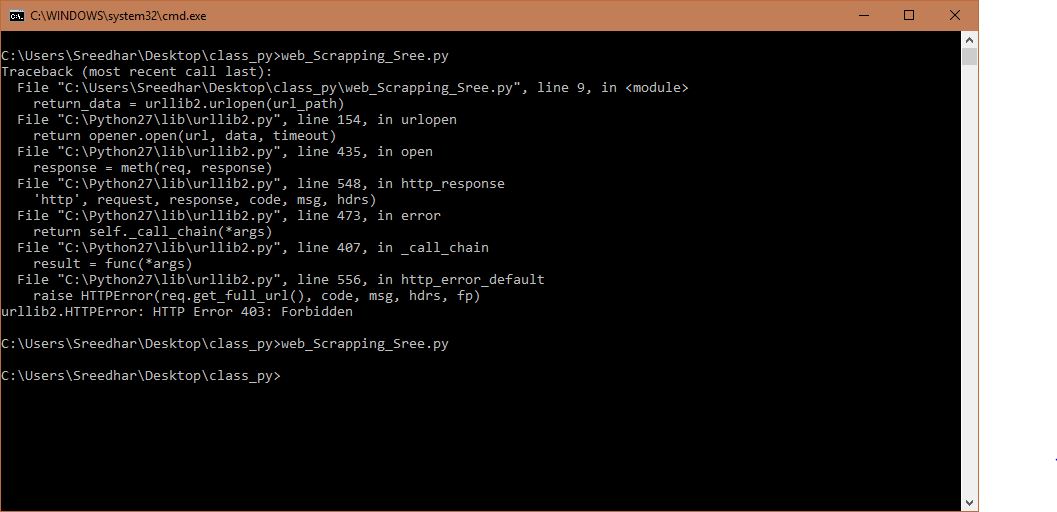 C:\WINDOWS\system32\cmd.exe
C:\Users\Sreedhar\Desktop\class_py>web_Scrapping_Sree.py
Traceback (most recent call last):
  File "C:\Users\Sreedhar\Desktop\class_py\web_Scrapping_Sree.py", line 9, in <module>
    return_data = urllib2.urlopen(url_path)
  File "C:\Python27\lib\urllib2.py", line 154, in urlopen
    return opener.open(url, data, timeout)
  File "C:\Python27\lib\urllib2.py", line 435, in open
    response = meth(req, response)
  File "C:\Python27\lib\urllib2.py", line 548, in http_response
    'http', request, response, code, msg, hdrs)
  File "C:\Python27\lib\urllib2.py", line 473, in error
    return self._call_chain(*args)
  File "C:\Python27\lib\urllib2.py", line 407, in _call_chain
    result = func(*args)
  File "C:\Python27\lib\urllib2.py", line 556, in http_error_default
    raise HTTPError(req.get_full_url(), code, msg, hdrs, fp)
urllib2.HTTPError: HTTP Error 403: Forbidden
C:\Users\Sreedhar\Desktop\class_py>web_Scrapping_Sree.py
C:\Users\Sreedhar\Desktop\class_py>